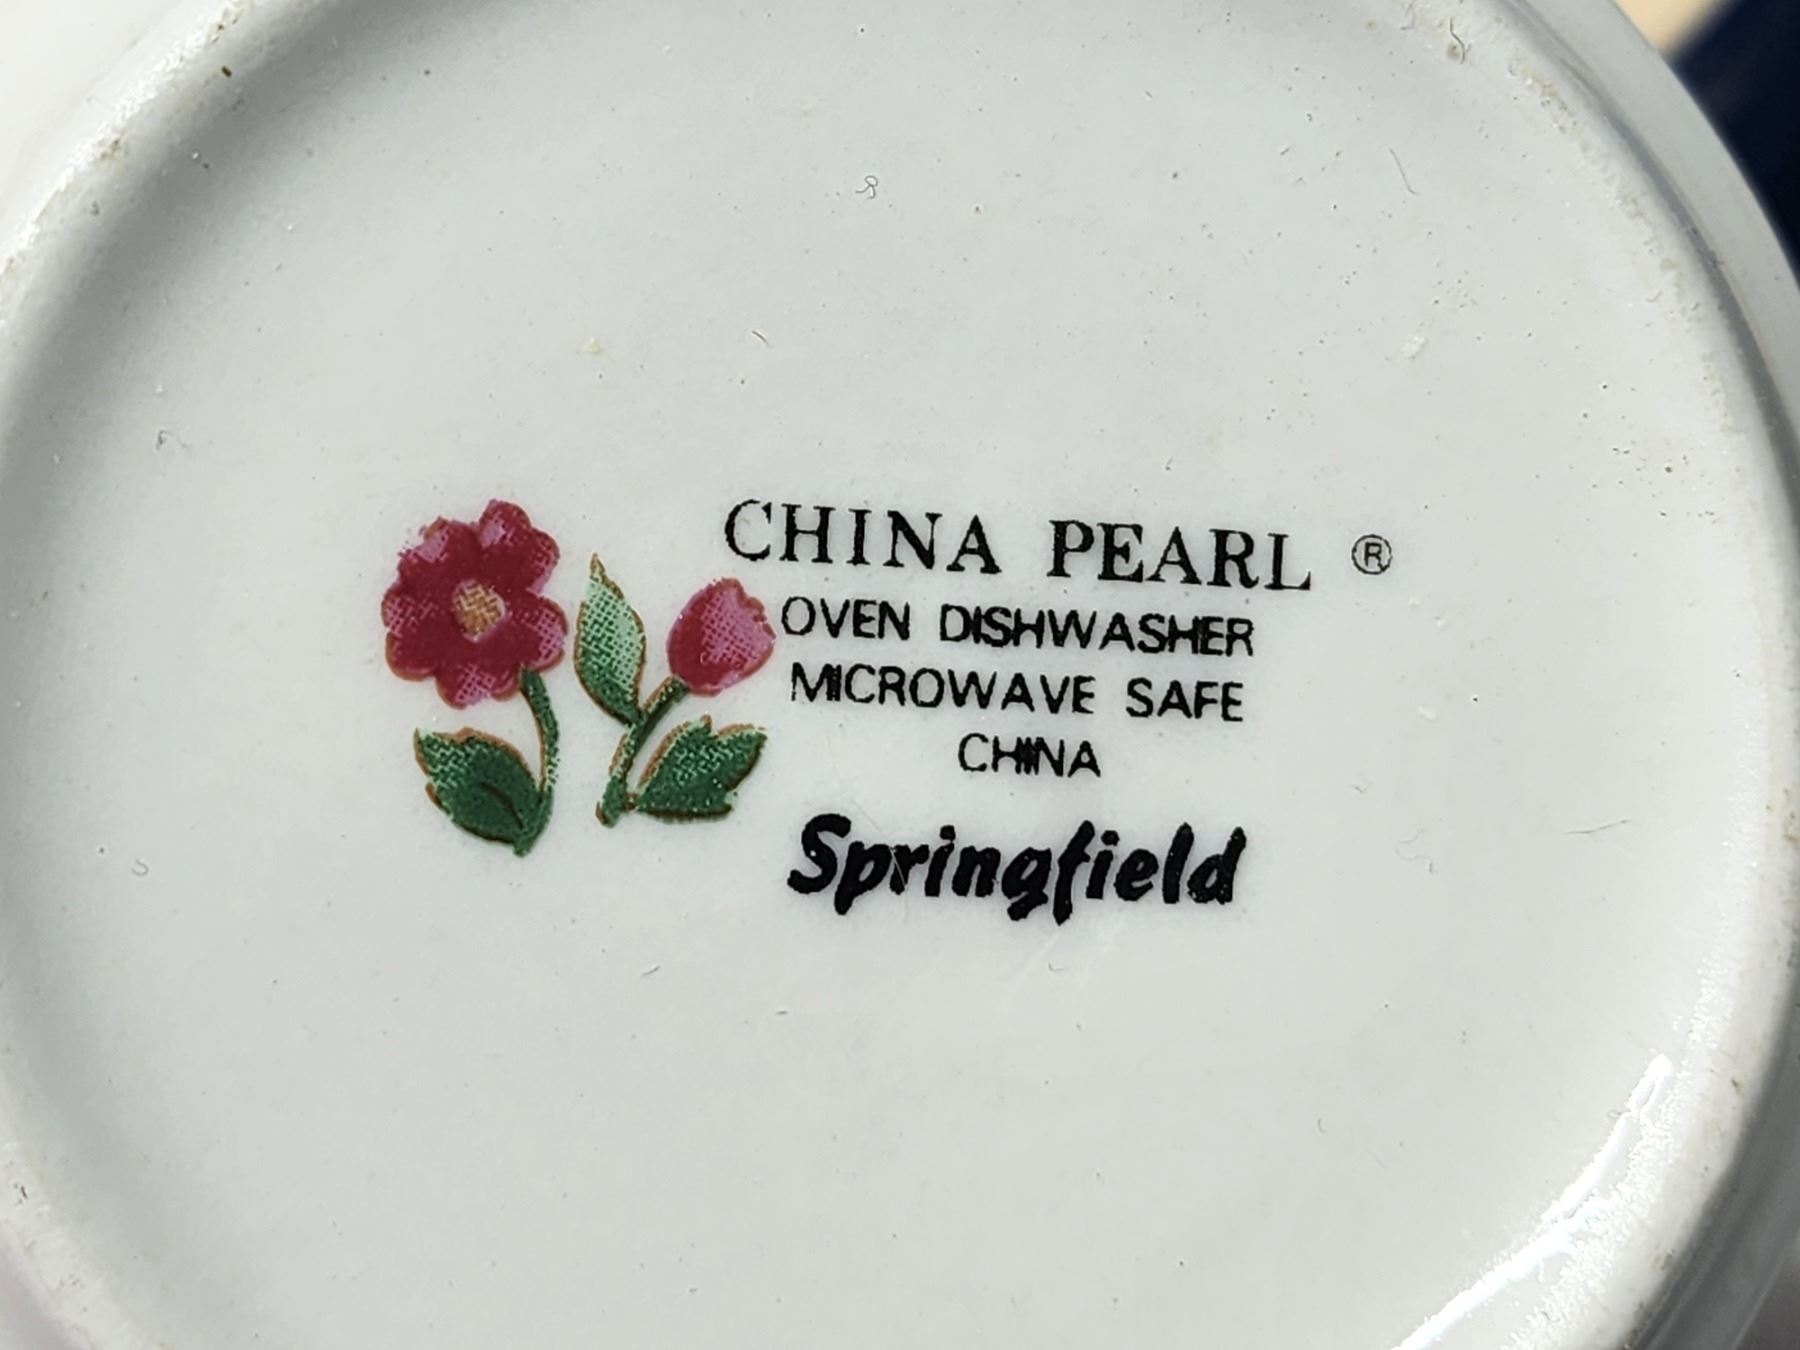 CHINA PEARL ®
OVEN DISHWASHER
MICROWAVE SAFE
CHINA
Springfield